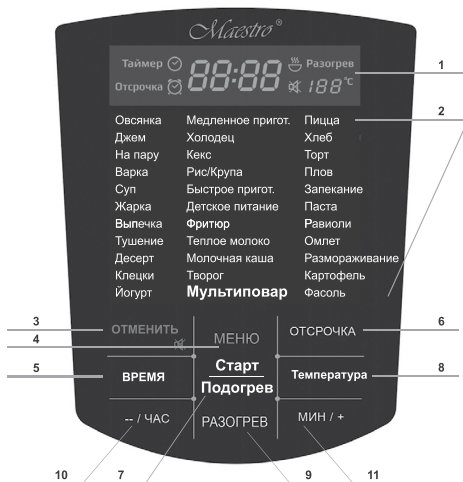 Maestro®
Таймер 88:88 Разогрев
Отсрочка 188 °C
1
2
Овсянка Медленное пригот. Пицца
Джем Холодец Хлеб
На пару Кекс Торт
Варка Рис/Крупа Плов
Суп Быстрое пригот. Запекание
Жарка Детское питание Паста
Выпечка Фритюр Равиоли
Тушение Теплое молоко Омлет
Десерт Молочная каша Размораживание
Клецки Творог Картофель
Йогурт Мультиповар Фасоль
3 ОТМЕНИТЬ МЕНЮ ОТСРОЧКА 6
4
5 ВРЕМЯ Старт Температура 8
Подогрев
-- / ЧАС РАЗОГРЕВ МИН / +
10 7 9 11